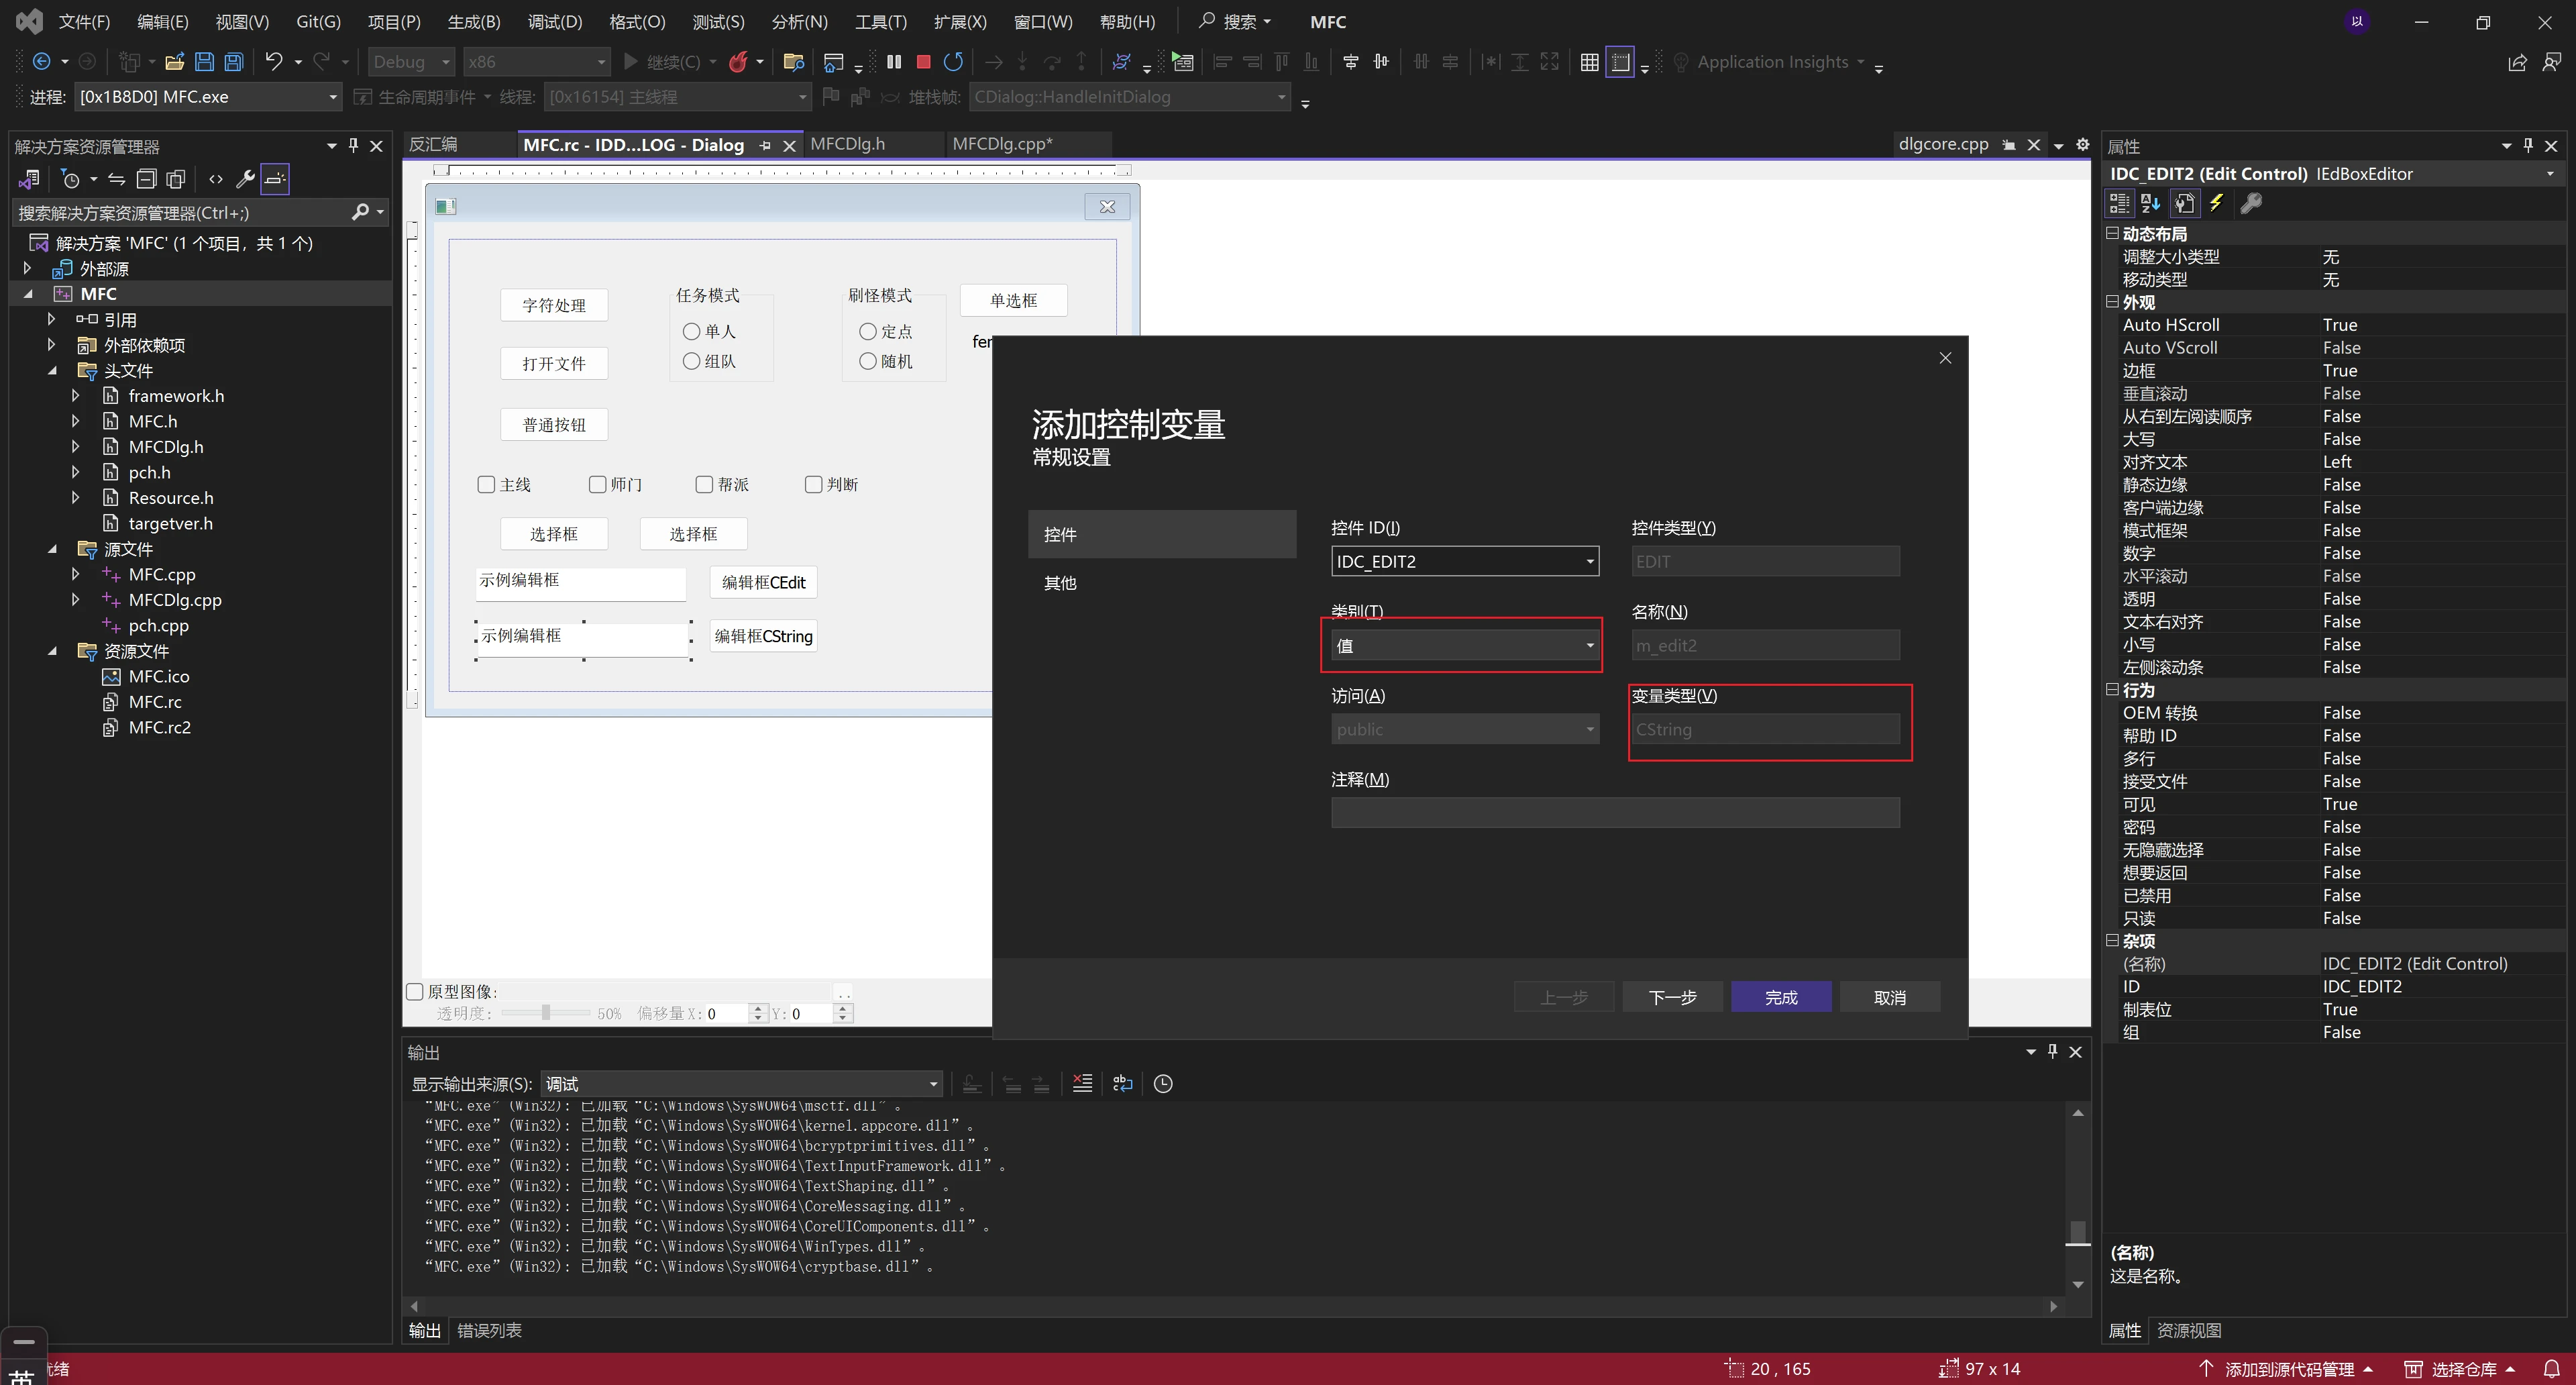 文件(F) 编辑(E) 视图(V) Git(G) 项目(P) 生成(B) 调试(D) 格式(O) 测试(S) 分析(N) 工具(T) 扩展(X) 窗口(W) 帮助(H) 搜索 MFC 以
Debug x86 继续(C) Application Insights
进程: [0x1B8D0] MFC.exe 生命周期事件 线程: [0x16154] 主线程 堆栈帧: CDialog::HandleInitDialog
解决方案资源管理器
搜索解决方案资源管理器(Ctrl+;)
解决方案 'MFC' (1 个项目，共 1 个)
外部源
MFC
引用
外部依赖项
头文件
framework.h
MFC.h
MFCDlg.h
pch.h
Resource.h
targetver.h
源文件
MFC.cpp
MFCDlg.cpp
pch.cpp
资源文件
MFC.ico
MFC.rc
MFC.rc2
反汇编 MFC.rc - IDD...LOG - Dialog MFCDlg.h MFCDlg.cpp* dlgcore.cpp
字符处理 任务模式 刷怪模式 单选框
单人 定点
打开文件 组队 随机
普通按钮
主线 师门 帮派 判断
选择框 选择框
示例编辑框 编辑框CEdit
示例编辑框 编辑框CString
原型图像: ..
透明度: 50% 偏移量 X: 0 Y: 0
添加控制变量
常规设置
控件
其他
控件 ID(I) 控件类型(Y)
IDC_EDIT2 EDIT
类别(T) 名称(N)
值 m_edit2
访问(A) 变量类型(V)
public CString
注释(M)
上一步 下一步 完成 取消
输出
显示输出来源(S): 调试
“MFC.exe”(Win32): 已加载“C:\Windows\SysWOW64\msctf.dll”。
“MFC.exe”(Win32): 已加载“C:\Windows\SysWOW64\kernel.appcore.dll”。
“MFC.exe”(Win32): 已加载“C:\Windows\SysWOW64\bcryptprimitives.dll”。
“MFC.exe”(Win32): 已加载“C:\Windows\SysWOW64\TextInputFramework.dll”。
“MFC.exe”(Win32): 已加载“C:\Windows\SysWOW64\TextShaping.dll”。
“MFC.exe”(Win32): 已加载“C:\Windows\SysWOW64\CoreMessaging.dll”。
“MFC.exe”(Win32): 已加载“C:\Windows\SysWOW64\CoreUIComponents.dll”。
“MFC.exe”(Win32): 已加载“C:\Windows\SysWOW64\WinTypes.dll”。
“MFC.exe”(Win32): 已加载“C:\Windows\SysWOW64\cryptbase.dll”。
输出 错误列表
属性
IDC_EDIT2 (Edit Control) IEdBoxEditor
动态布局
调整大小类型 无
移动类型 无
外观
Auto HScroll True
Auto VScroll False
边框 True
垂直滚动 False
从右到左阅读顺序 False
大写 False
对齐文本 Left
静态边缘 False
客户端边缘 False
模式框架 False
数字 False
水平滚动 False
透明 False
文本右对齐 False
小写 False
左侧滚动条 False
行为
OEM 转换 False
帮助 ID False
多行 False
接受文件 False
可见 True
密码 False
无隐藏选择 False
想要返回 False
已禁用 False
只读 False
杂项
(名称) IDC_EDIT2 (Edit Control)
ID IDC_EDIT2
制表位 True
组 False
(名称)
这是名称。
属性 资源视图
英 绪 20 , 165 97 x 14 添加到源代码管理 选择仓库